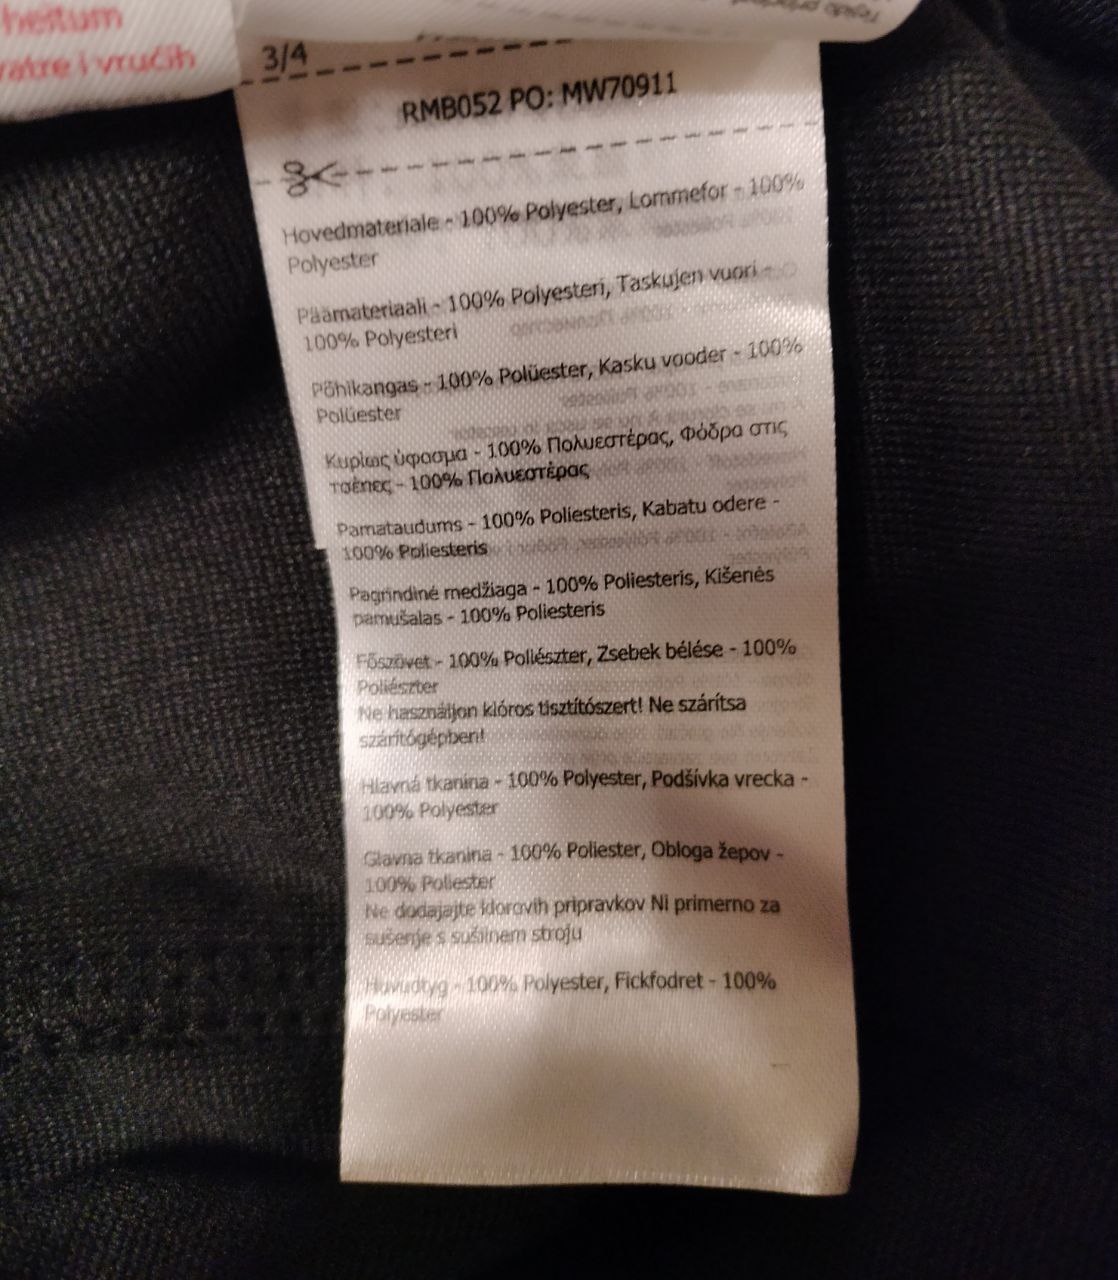 heitum
vatre i vrućih
3/4
RMB052 PO: MW70911
Hovedmateriale - 100% Polyester, Lommefor - 100%
Polyester
Päämateriaali - 100% Polyesteri, Taskujen vuori -
100% Polyesteri
Põhikangas - 100% Polüester, Kasku vooder - 100%
Polüester
Κυρίως ύφασμα - 100% Πολυεστέρας, Φόδρα στις
τσέπες - 100% Πολυεστέρας
Pamataudums - 100% Poliesteris, Kabatu odere -
100% Poliesteris
Pagrindinė medžiaga - 100% Poliesteris, Kišenės
pamušalas - 100% Poliesteris
Főszövet - 100% Poliészter, Zsebek bélése - 100%
Poliészter
Ne használjon klóros tisztítószert! Ne szárítsa
szárítógépben!
Hlavná tkanina - 100% Polyester, Podšívka vrecka -
100% Polyester
Glavna tkanina - 100% Poliester, Obloga žepov -
100% Poliester
Ne dodajajte klorovih pripravkov Ni primerno za
sušenje s sušilnem stroju
Huvudtyg - 100% Polyester, Fickfodret - 100%
Polyester